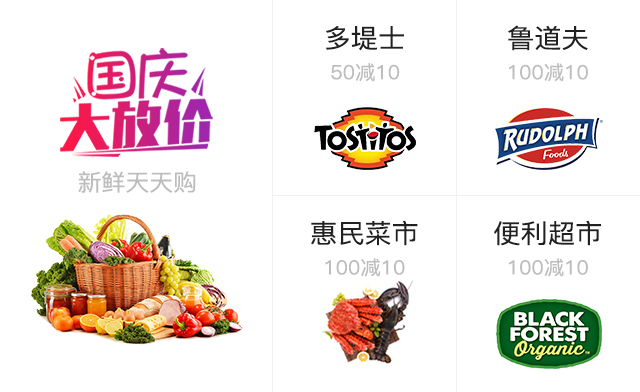 国庆
大放价
新鲜天天购
多堤士
50减10
TOSTITOS
鲁道夫
100减10
RUDOLPH
Foods
惠民菜市
100减10
便利超市
100减10
BLACK
FOREST
Organic